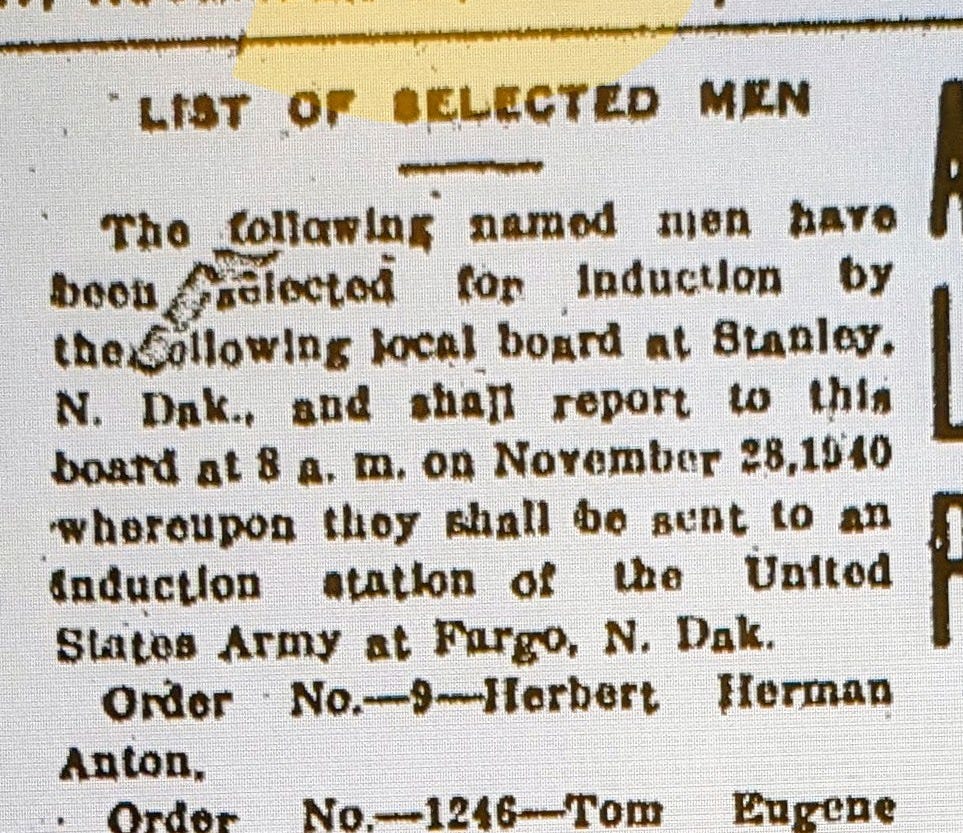 LIST OF SELECTED MEN
The following named men have
been selected for induction by
the following local board at Stanley,
N. Dak., and shall report to this
board at 8 a. m. on November 28,1940
whereupon they shall be sent to an
induction station of the United
States Army at Fargo, N. Dak.
Order No.—9—Herbert Herman
Anton.
Order No.—1246—Tom Eugene